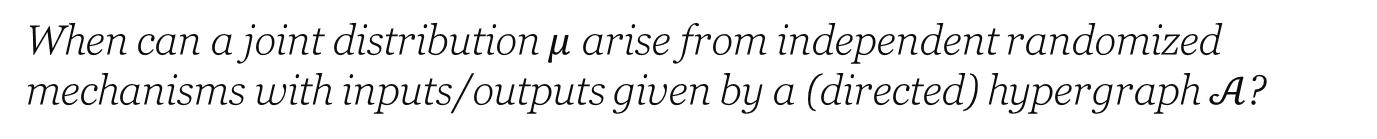 When can a joint distribution μ arise from independent randomized
mechanisms with inputs/outputs given by a (directed) hypergraph 𝓐?